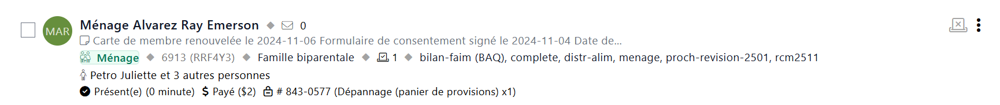 MAR
Ménage Alvarez Ray Emerson ◆ 0
Carte de membre renouvelée le 2024-11-06 Formulaire de consentement signé le 2024-11-04 Date de...
Ménage ◆ 6913 (RRF4Y3) ◆ Famille biparentale ◆ 1 ◆ bilan-faim (BAQ), complete, distr-alim, menage, proch-revision-2501, rcm2511
Petro Juliette et 3 autres personnes
Présent(e) (0 minute) $ Payé ($2) # 843-0577 (Dépannage (panier de provisions) x1)